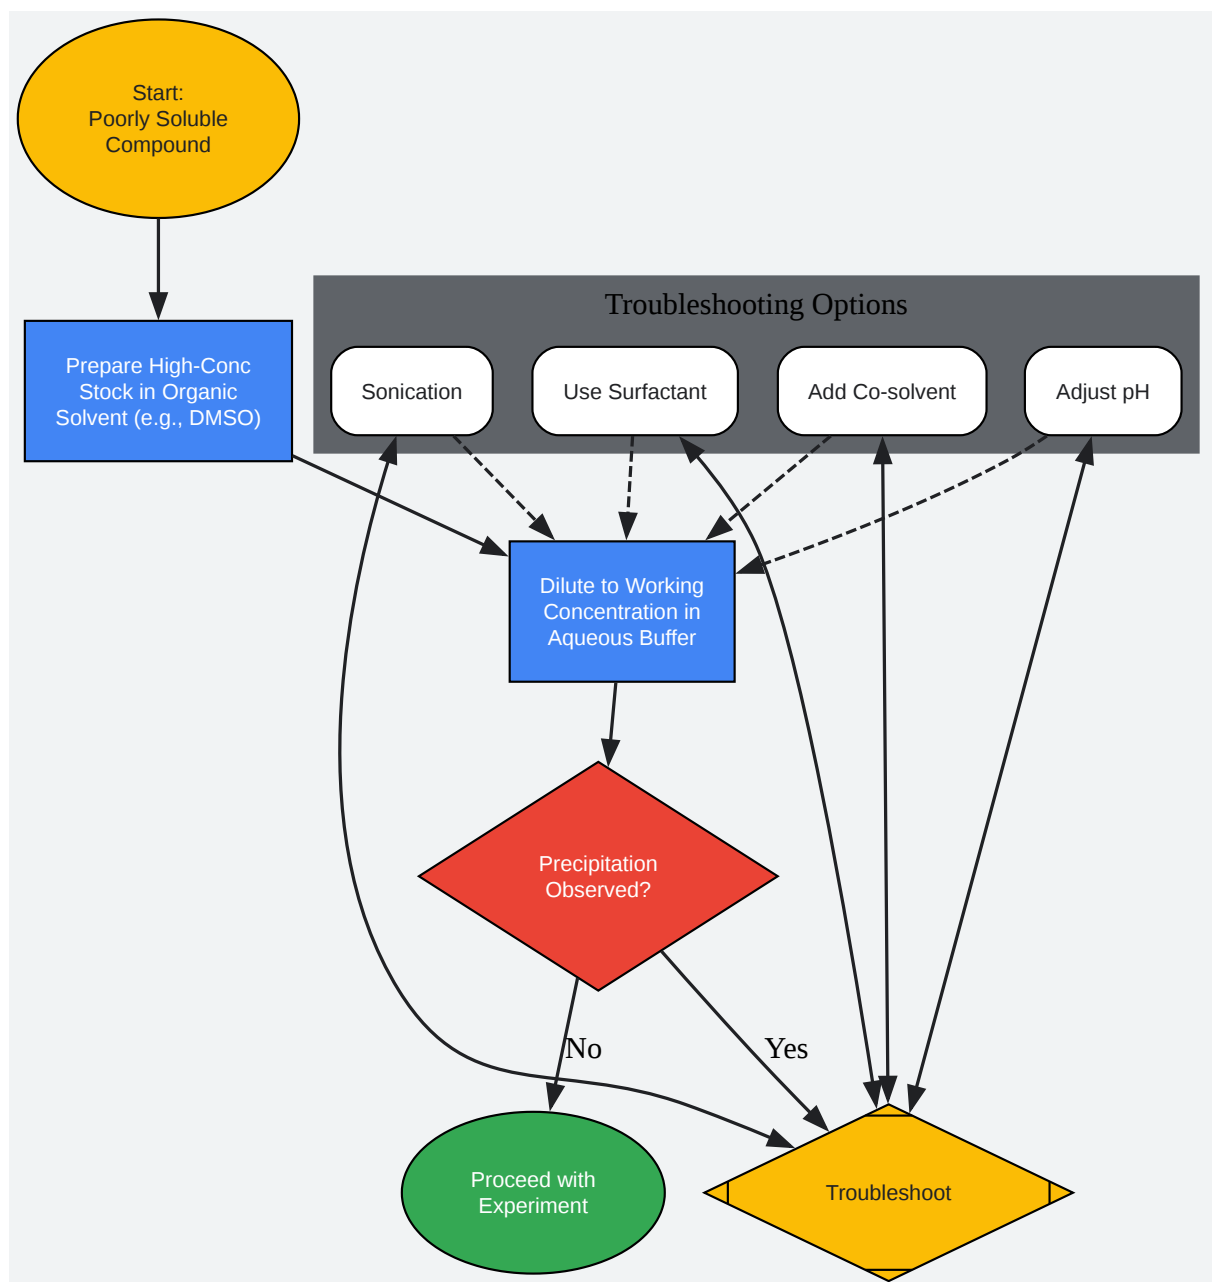 Start:
Poorly Soluble
Compound
Troubleshooting Options
Prepare High-Conc
Stock in Organic
Solvent (e.g., DMSO)
Sonication
Use Surfactant
Add Co-solvent
Adjust pH
Dilute to Working
Concentration in
Aqueous Buffer
Precipitation
Observed?
No
Yes
Proceed with
Experiment
Troubleshoot